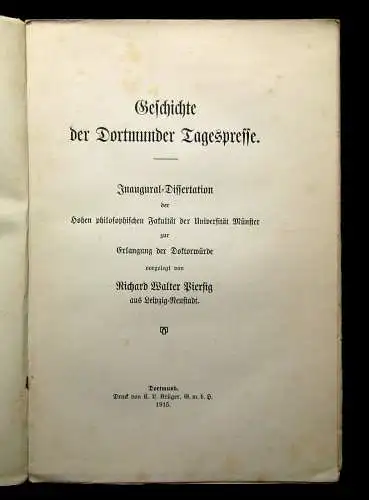 Geschichte
der Dortmunder Tagespresse.
Inaugural-Dissertation
der
Hohen philosophischen Fakultät der Universität Münster
zur
Erlangung der Doktorwürde
vorgelegt von
Richard Walter Piersig
aus Leipzig-Neustadt.
Dortmund.
Druck von C. L. Krüger, G. m. b. H.
1915.